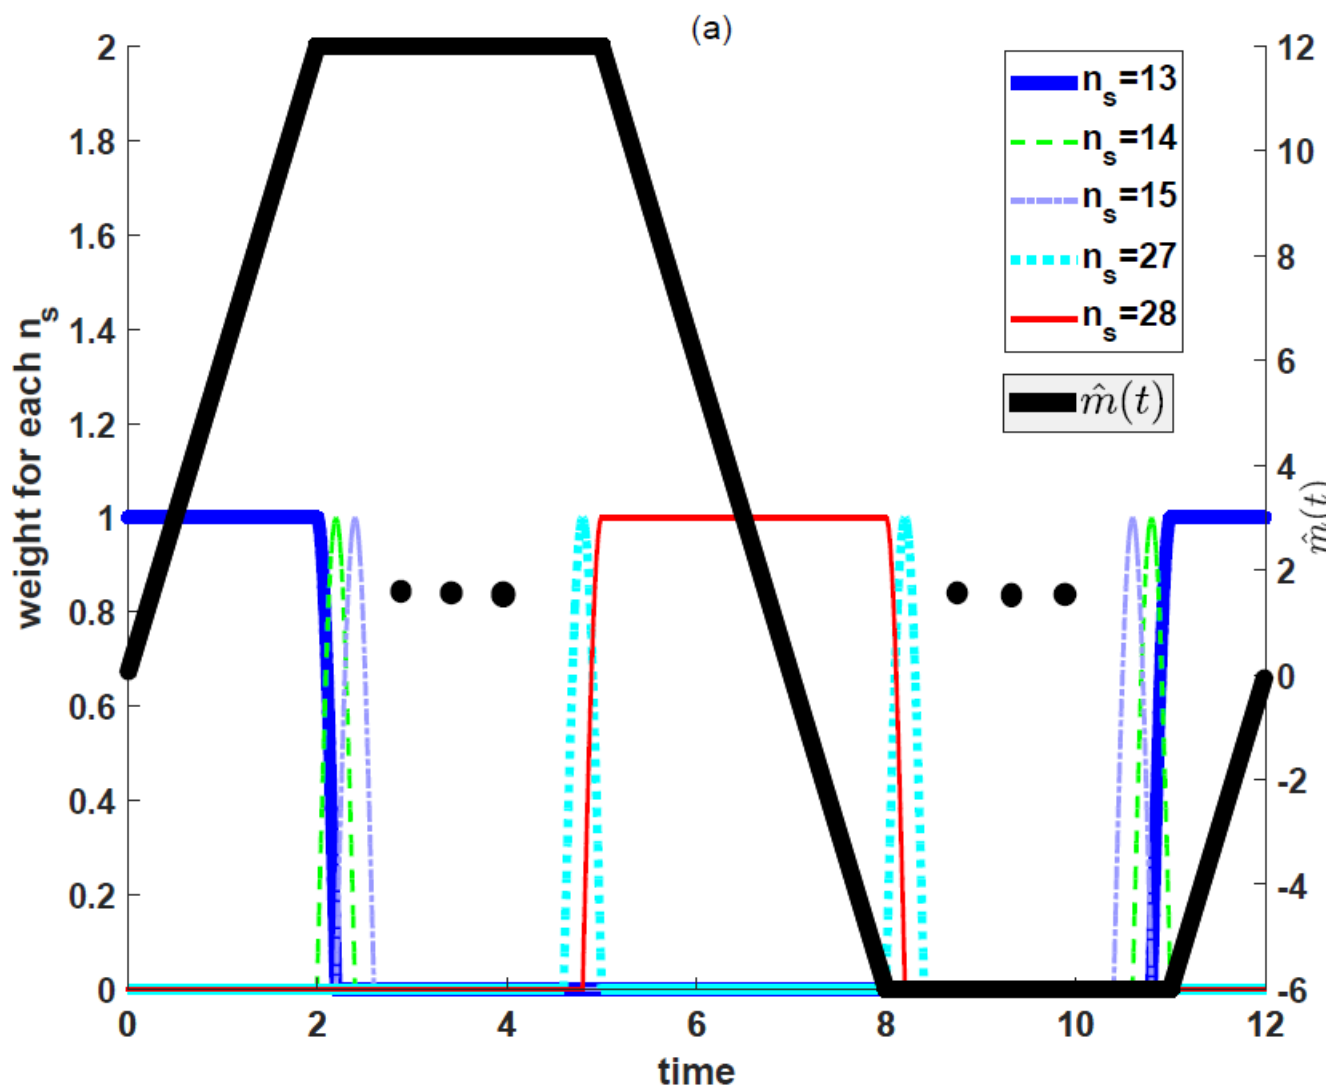 (a)
2
1.8
1.6
1.4
1.2
1
0.8
0.6
0.4
0.2
0
weight for each n_s
12
10
8
6
4
2
0
-2
-4
-6
m̂(t)
n_s=13
n_s=14
n_s=15
n_s=27
n_s=28
m̂(t)
0 2 4 6 8 10 12
time